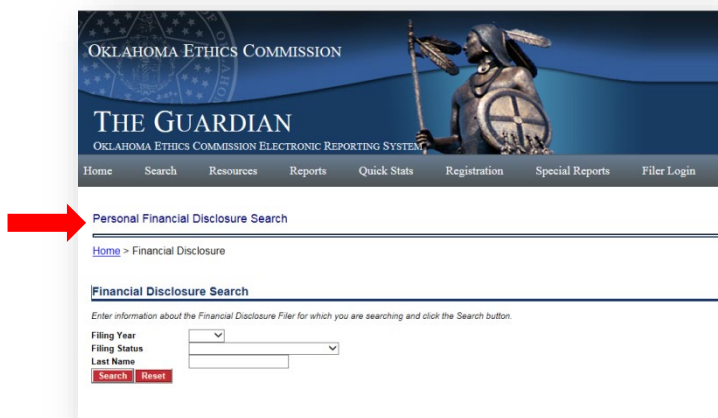 OKLAHOMA ETHICS COMMISSION
THE GUARDIAN
OKLAHOMA ETHICS COMMISSION ELECTRONIC REPORTING SYSTEM
Home Search Resources Reports Quick Stats Registration Special Reports Filer Login
Personal Financial Disclosure Search
Home > Financial Disclosure
Financial Disclosure Search
Enter information about the Financial Disclosure Filer for which you are searching and click the Search button.
Filing Year
Filing Status
Last Name
Search Reset